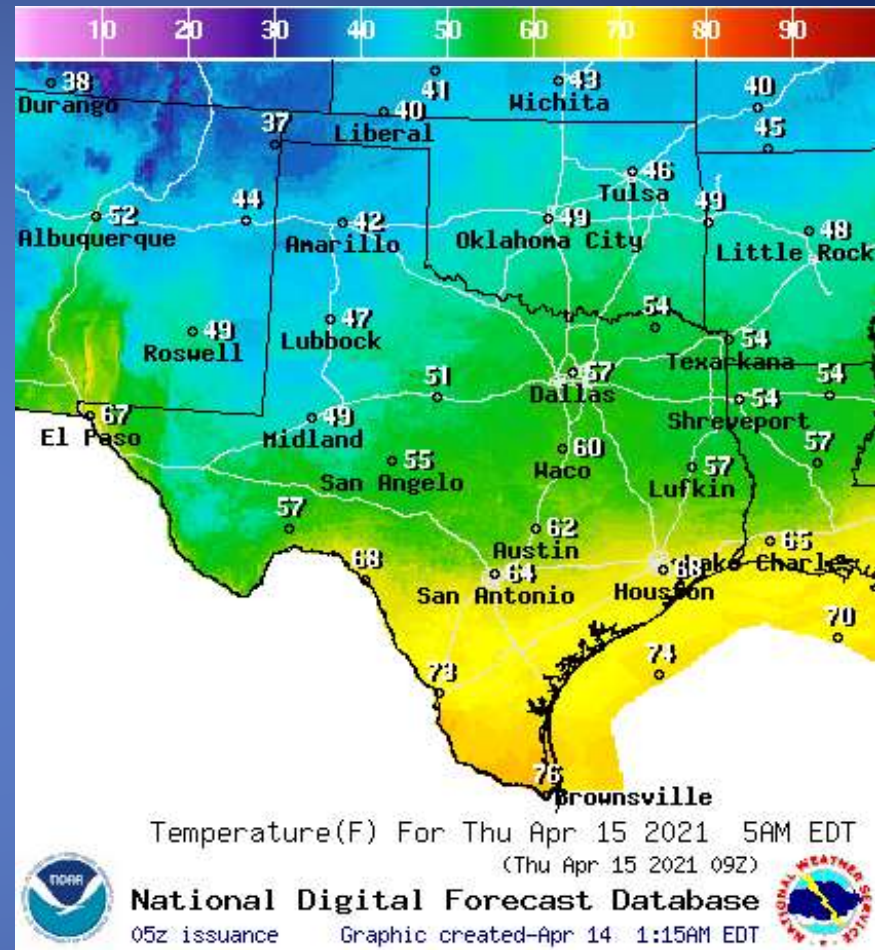 10 20 30 40 50 60 70 80 90
38
Durango
41
43
Wichita
40
40
Liberal
37
45
46
Tulsa
52
Albuquerque
44
42
Amarillo
49
Oklahoma City
49
48
Little Rock
49
Roswell
47
Lubbock
54
54
Texarkana
51
57
Dallas
54
54
Shreveport
67
El Paso
49
Midland
55
San Angelo
60
Waco
57
Lufkin
57
57
62
Austin
65
Lake Charles
68
64
San Antonio
68
Houston
70
74
73
76
Brownsville
Temperature(F) For Thu Apr 15 2021 5AM EDT
(Thu Apr 15 2021 09Z)
NOAA
NATIONAL WEATHER SERVICE
National Digital Forecast Database
05z issuance Graphic created-Apr 14 1:15AM EDT